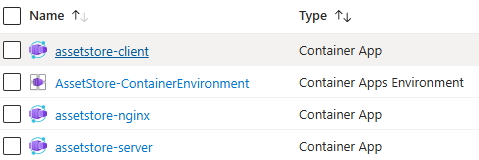 Name ↑↓ Type ↑↓
assetstore-client Container App
AssetStore-ContainerEnvironment Container Apps Environment
assetstore-nginx Container App
assetstore-server Container App